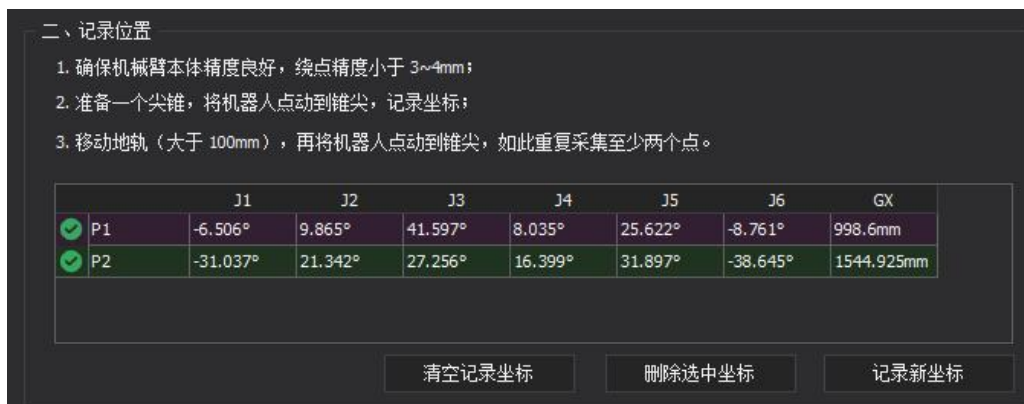 二、记录位置
1. 确保机械臂本体精度良好，绕点精度小于 3~4mm；
2. 准备一个尖锥，将机器人点动到锥尖，记录坐标；
3. 移动地轨（大于 100mm），再将机器人点动到锥尖，如此重复采集至少两个点。
J1 J2 J3 J4 J5 J6 GX
P1 -6.506° 9.865° 41.597° 8.035° 25.622° -8.761° 998.6mm
P2 -31.037° 21.342° 27.256° 16.399° 31.897° -38.645° 1544.925mm
清空记录坐标 删除选中坐标 记录新坐标